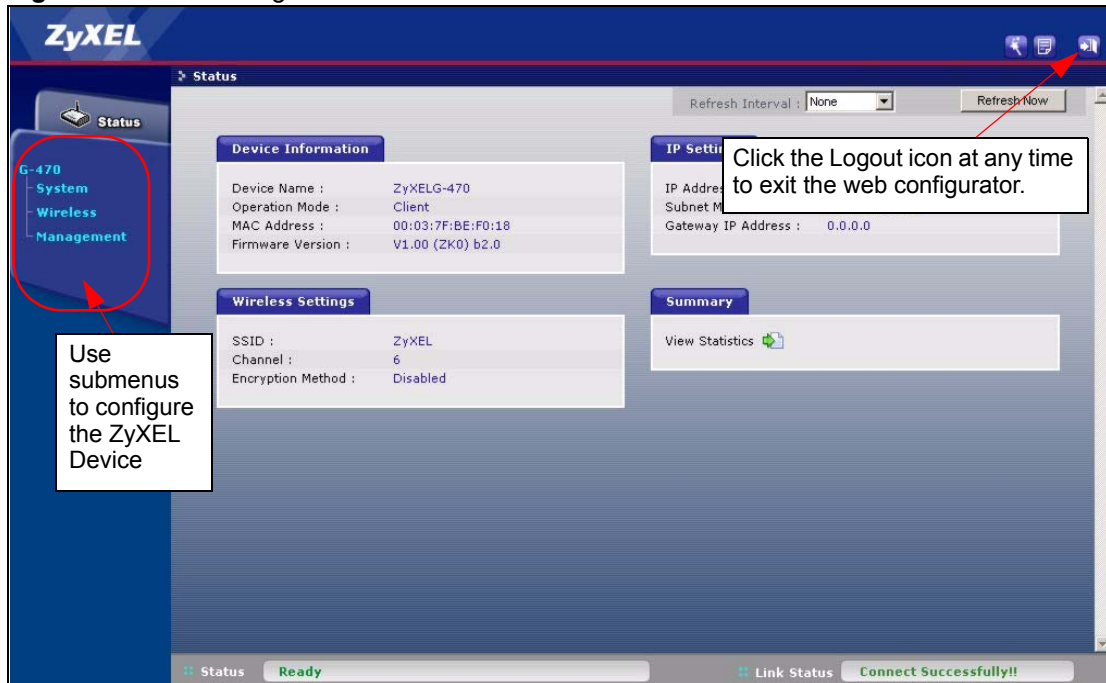 ZyXEL
Status
Refresh Interval : None
Refresh Now
Status
G-470
System
Wireless
Management
Device Information
Device Name : ZyXELG-470
Operation Mode : Client
MAC Address : 00:03:7F:BE:F0:18
Firmware Version : V1.00 (ZK0) b2.0
IP
Subnet
Gateway IP Address : 0.0.0.0
Click the Logout icon at any time
to exit the web configurator.
Wireless Settings
SSID : ZyXEL
Channel : 6
Encryption Method : Disabled
Summary
View Statistics
Use
submenus
to configure
the ZyXEL
Device
Status Ready
Link Status Connect Successfully!!